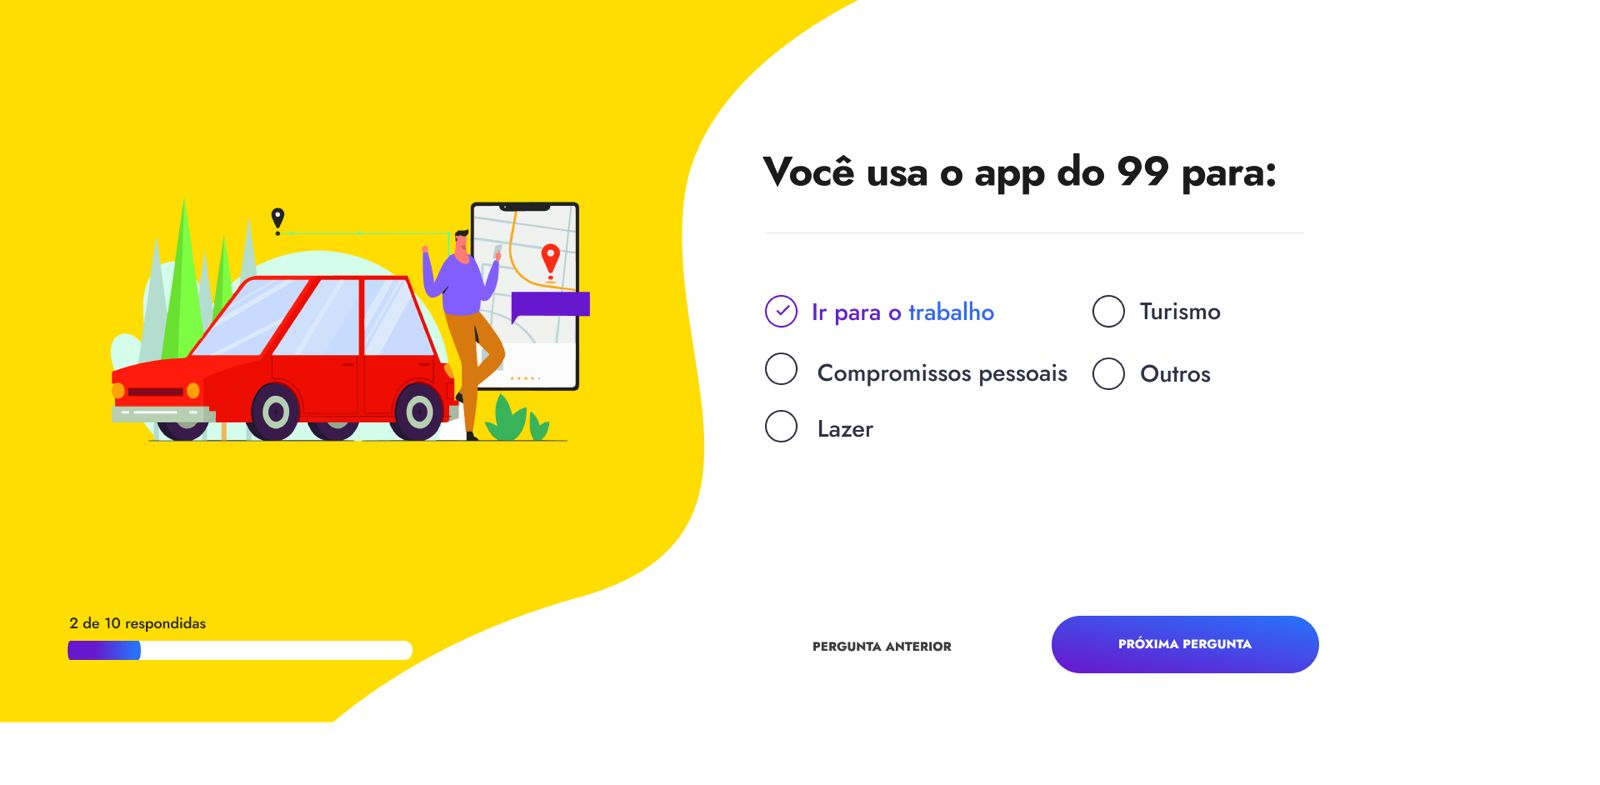 Você usa o app do 99 para:
Ir para o trabalho
Compromissos pessoais
Lazer
Turismo
Outros
2 de 10 respondidas
PERGUNTA ANTERIOR
PRÓXIMA PERGUNTA